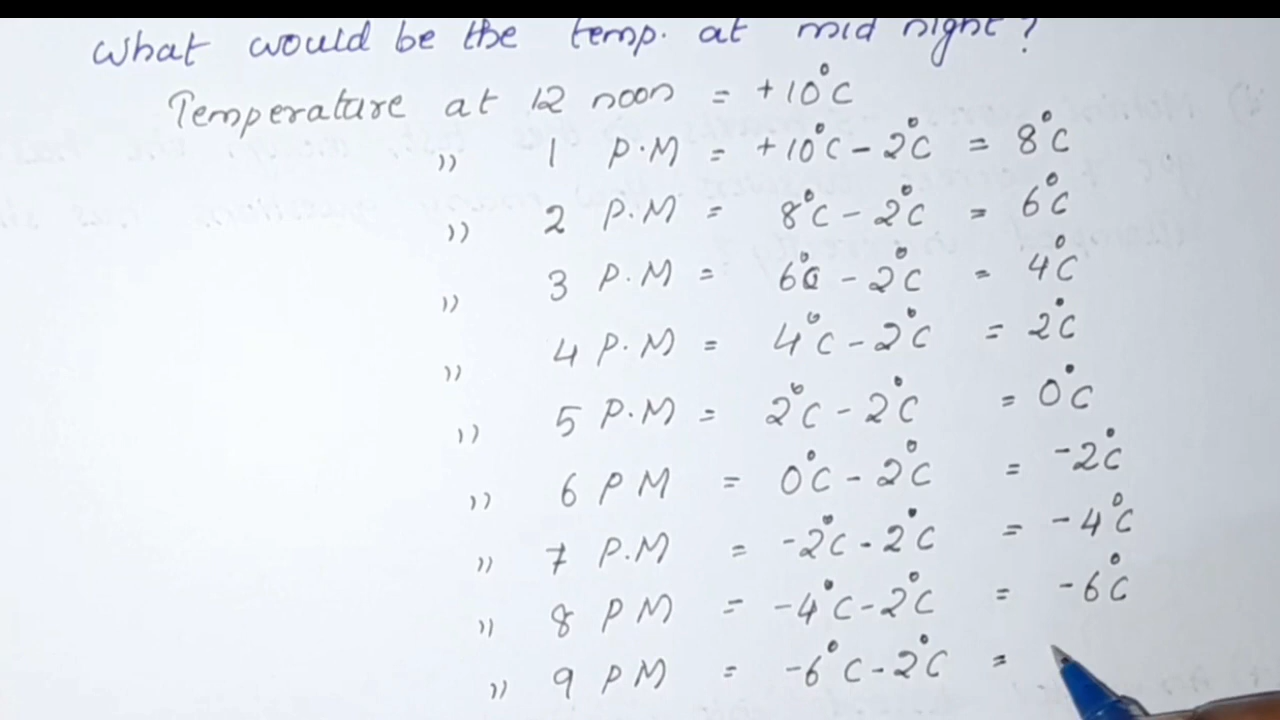 What would be the temp. at mid night?
Temperature at 12 noon = +10°C
,, 1 P.M = +10°C - 2°C = 8°C
,, 2 P.M = 8°C - 2°C = 6°C
,, 3 P.M = 6°C - 2°C = 4°C
,, 4 P.M = 4°C - 2°C = 2°C
,, 5 P.M = 2°C - 2°C = 0°C
,, 6 PM = 0°C - 2°C = -2°C
,, 7 P.M = -2°C - 2°C = -4°C
,, 8 PM = -4°C - 2°C = -6°C
,, 9 PM = -6°C - 2°C =